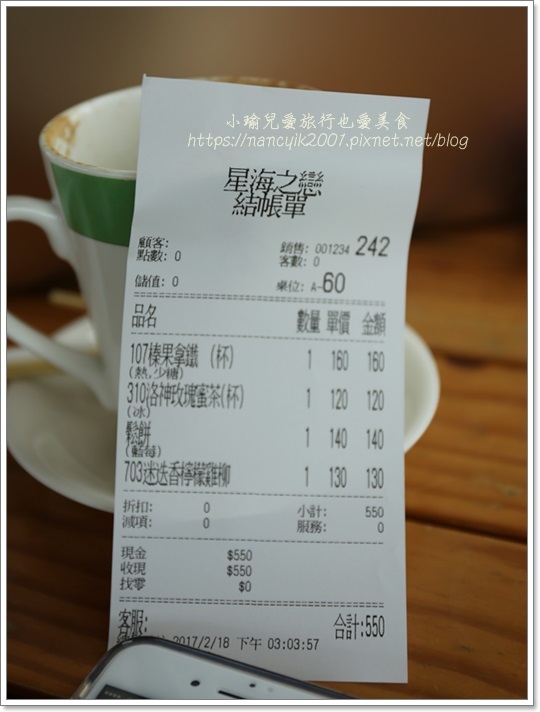 小瑜兒愛旅行也愛美食
https://nancyik2007.pixnet.net/blog
星海之戀
結帳單
顧客:
點數: 0
銷售: 001234 242
客數: 0
儲值: 0
桌位: A-60
品名 數量 單價 金額
107榛果拿鐵 (杯) 1 160 160
(熱,少糖)
310洛神玫瑰蜜茶(杯) 1 120 120
(冰)
鬆餅 1 140 140
(藍莓)
703迷迭香檸檬雞柳 1 130 130
折扣: 0 小計: 550
減項: 0 服務: 0
現金 $550
收現 $550
找零 $0
客服: 合計:550
2017/2/18 下午 03:03:57